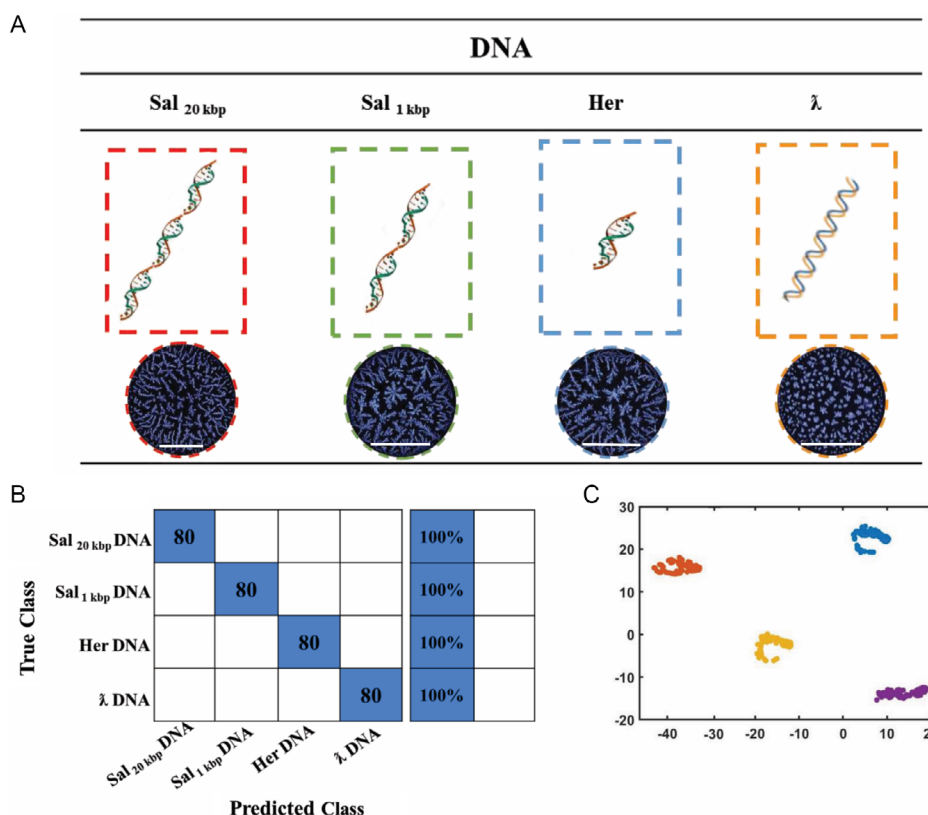 A
DNA
Sal 20 kbp Sal 1 kbp Her λ̃
B
True Class
Sal 20 kbp DNA 80 100%
Sal 1 kbp DNA 80 100%
Her DNA 80 100%
λ̃ DNA 80 100%
Sal 20 kbp DNA Sal 1 kbp DNA Her DNA λ̃ DNA
Predicted Class
C
30
20
10
0
-10
-20
-40 -30 -20 -10 0 10